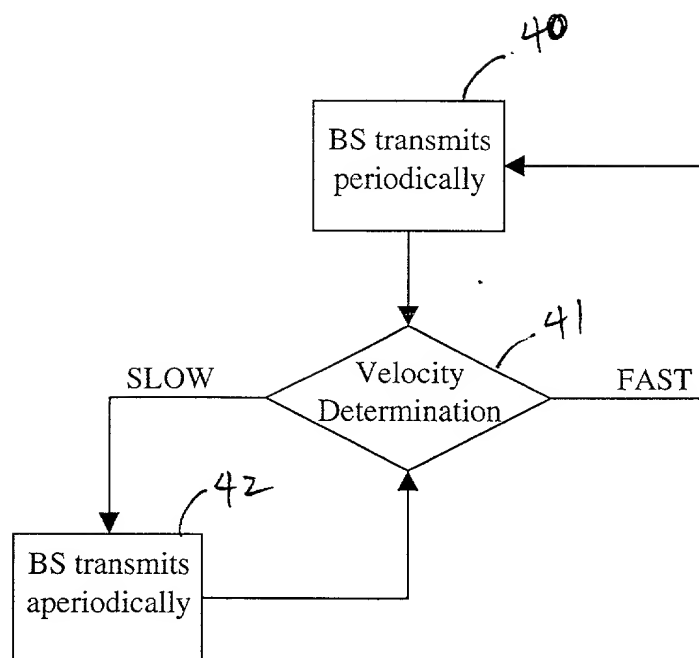 40
BS transmits
periodically
41
SLOW
Velocity
Determination
FAST
42
BS transmits
aperiodically